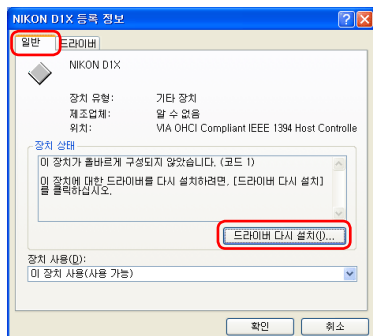 NIKON D1X 등록 정보
일반 드라이버
NIKON D1X
장치 유형: 기타 장치
제조업체: 알 수 없음
위치: VIA OHCI Compliant IEEE 1394 Host Controlle
장치 상태
이 장치가 올바르게 구성되지 않았습니다. (코드 1)
이 장치에 대한 드라이버를 다시 설치하려면, [드라이버 다시 설치]
를 클릭하십시오.
드라이버 다시 설치(I)...
장치 사용(D):
이 장치 사용(사용 가능)
확인 취소